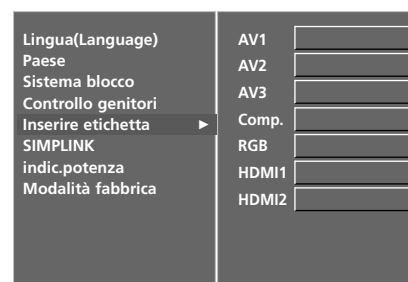 Lingua(Language)
Paese
Sistema blocco
Controllo genitori
Inserire etichetta ►
SIMPLINK
indic.potenza
Modalità fabbrica
AV1
AV2
AV3
Comp.
RGB
HDMI1
HDMI2